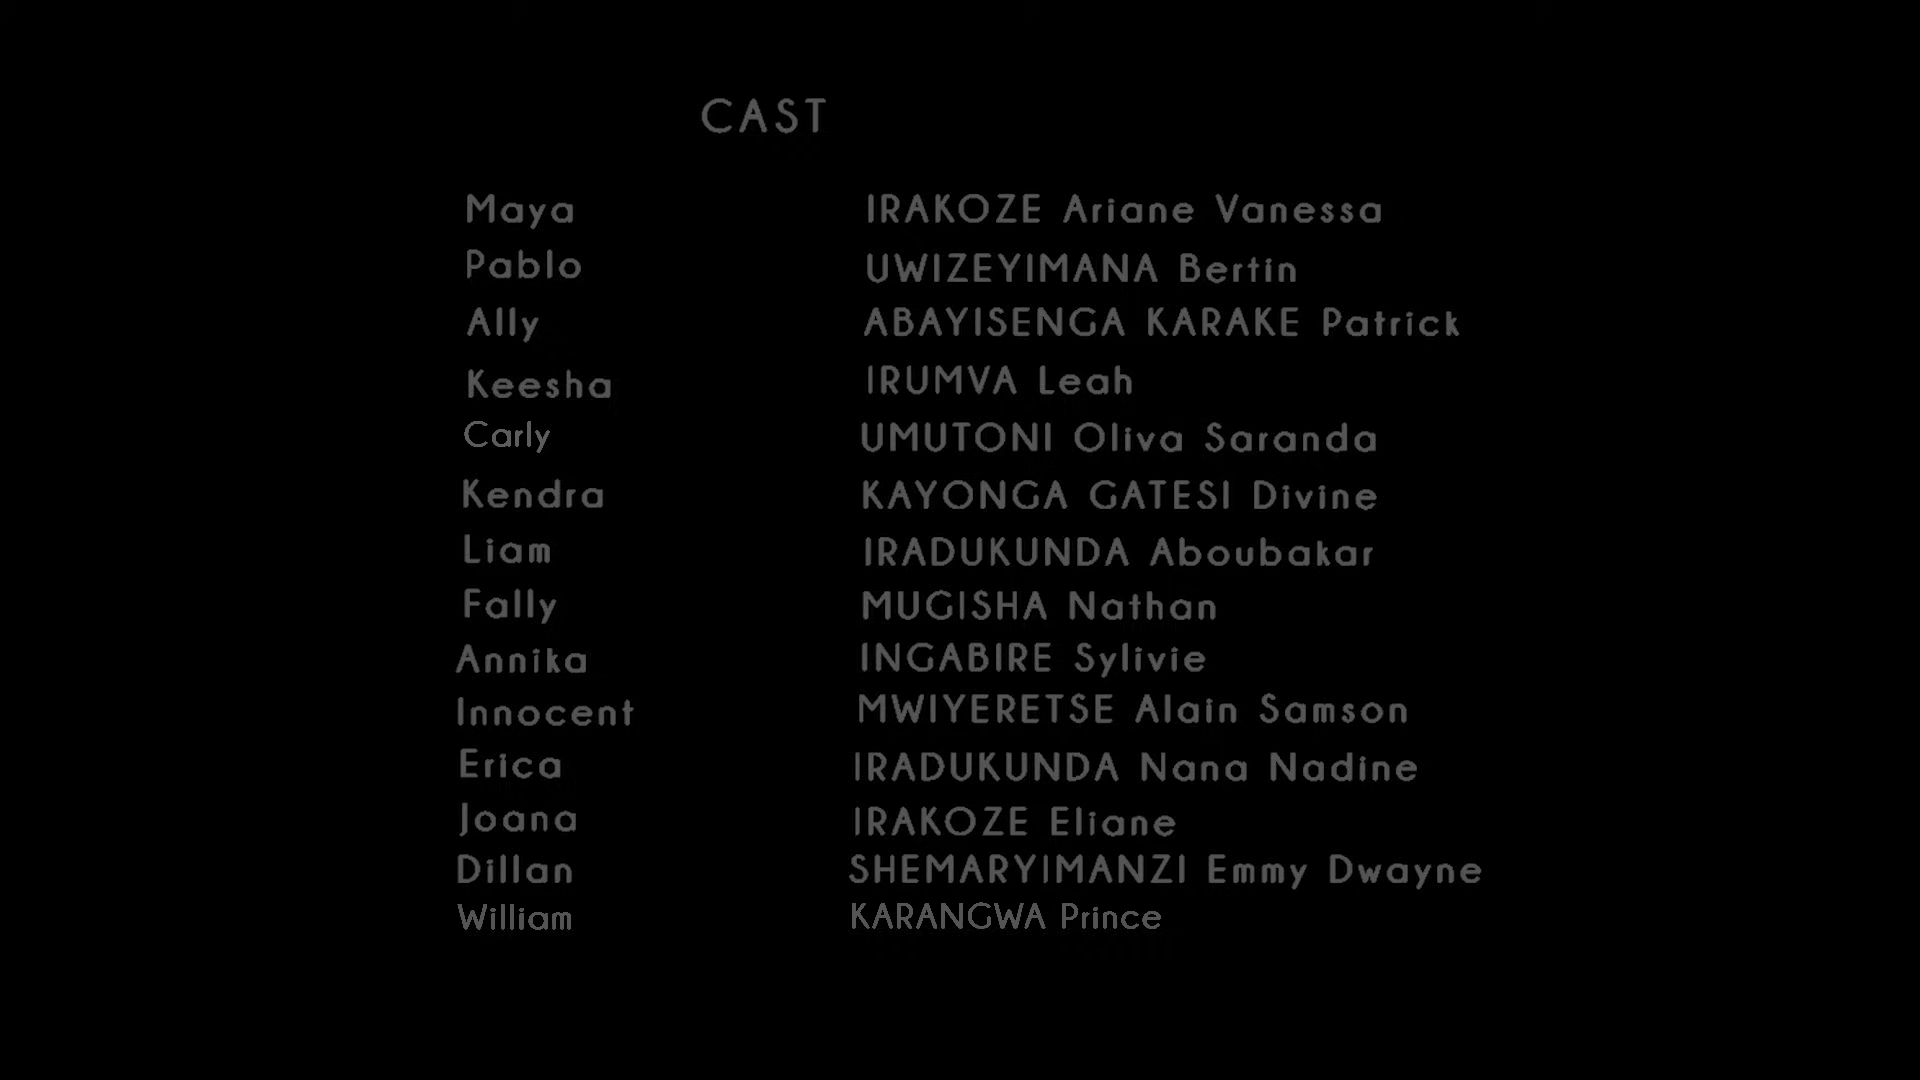 CAST
Maya IRAKOZE Ariane Vanessa
Pablo UWIZEYIMANA Bertin
Ally ABAYISENGA KARAKE Patrick
Keesha IRUMVA Leah
Carly UMUTONI Oliva Saranda
Kendra KAYONGA GATESI Divine
Liam IRADUKUNDA Aboubakar
Fally MUGISHA Nathan
Annika INGABIRE Sylivie
Innocent MWIYERETSE Alain Samson
Erica IRADUKUNDA Nana Nadine
Joana IRAKOZE Eliane
Dillan SHEMARYIMANZI Emmy Dwayne
William KARANGWA Prince